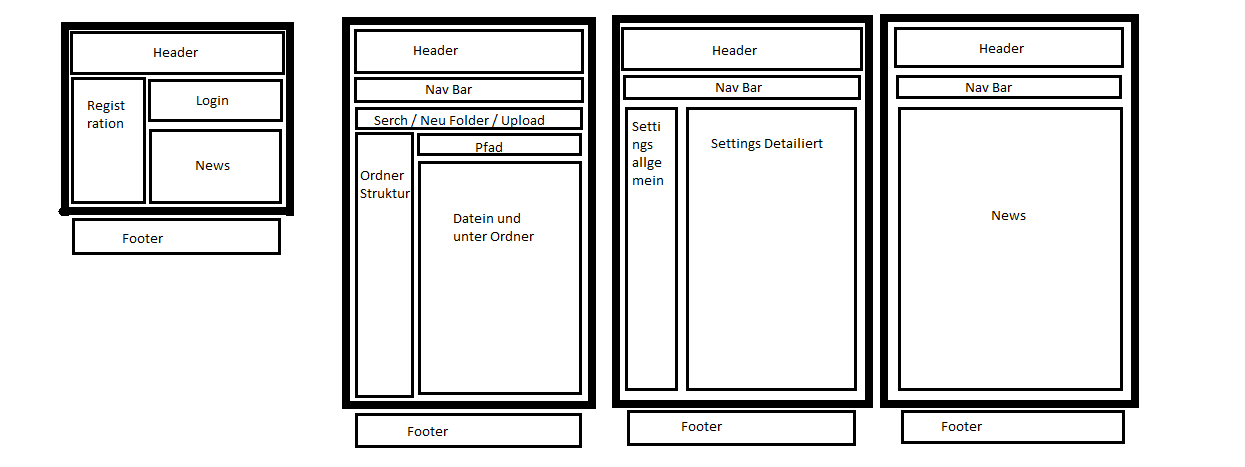 Header
Regist
ration
Login
News
Footer
Header
Nav Bar
Serch / Neu Folder / Upload
Pfad
Ordner
Struktur
Datein und
unter Ordner
Footer
Header
Nav Bar
Setti
ngs
allge
mein
Settings Detailiert
Footer
Header
Nav Bar
News
Footer